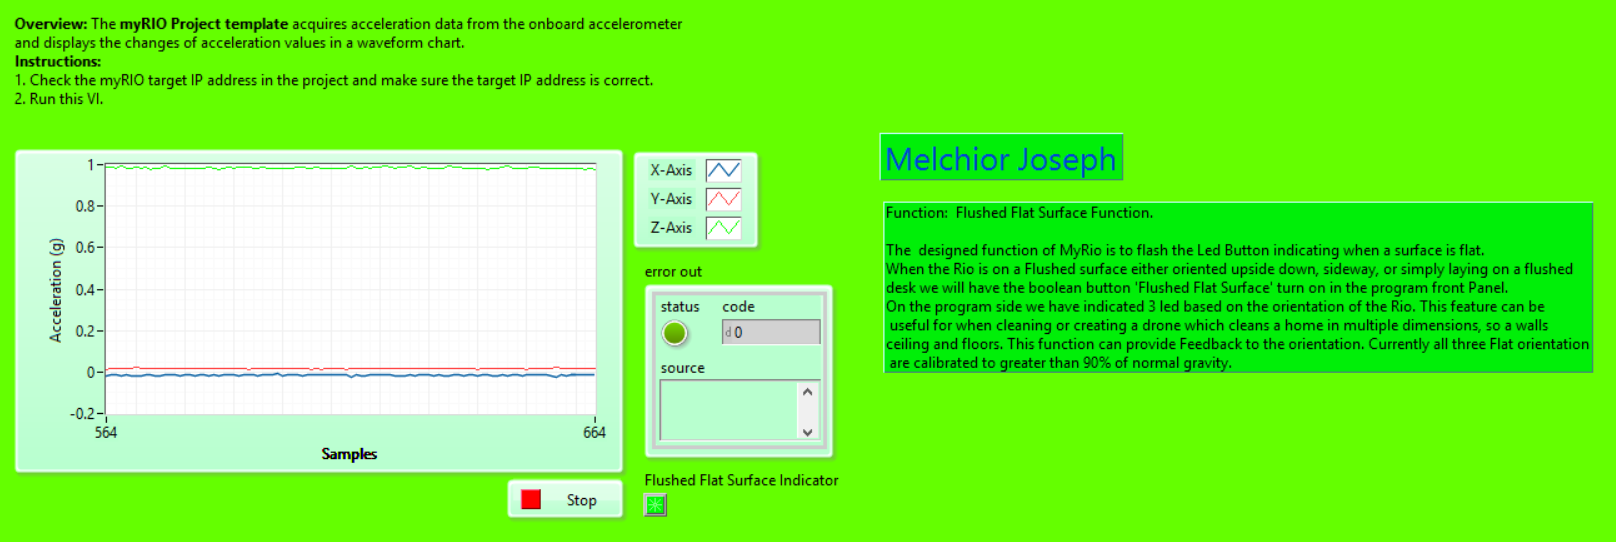 Overview: The myRIO Project template acquires acceleration data from the onboard accelerometer
and displays the changes of acceleration values in a waveform chart.
Instructions:
1. Check the myRIO target IP address in the project and make sure the target IP address is correct.
2. Run this VI.
1
0.8
0.6
0.4
0.2
0
-0.2
Acceleration (g)
564
664
Samples
X-Axis
Y-Axis
Z-Axis
error out
status
code
d 0
source
Stop
Flushed Flat Surface Indicator
Melchior Joseph
Function:  Flushed Flat Surface Function.
The  designed function of MyRio is to flash the Led Button indicating when a surface is flat.
When the Rio is on a Flushed surface either oriented upside down, sideway, or simply laying on a flushed
desk we will have the boolean button 'Flushed Flat Surface' turn on in the program front Panel.
On the program side we have indicated 3 led based on the orientation of the Rio. This feature can be
useful for when cleaning or creating a drone which cleans a home in multiple dimensions, so a walls
ceiling and floors. This function can provide Feedback to the orientation. Currently all three Flat orientation
are calibrated to greater than 90% of normal gravity.